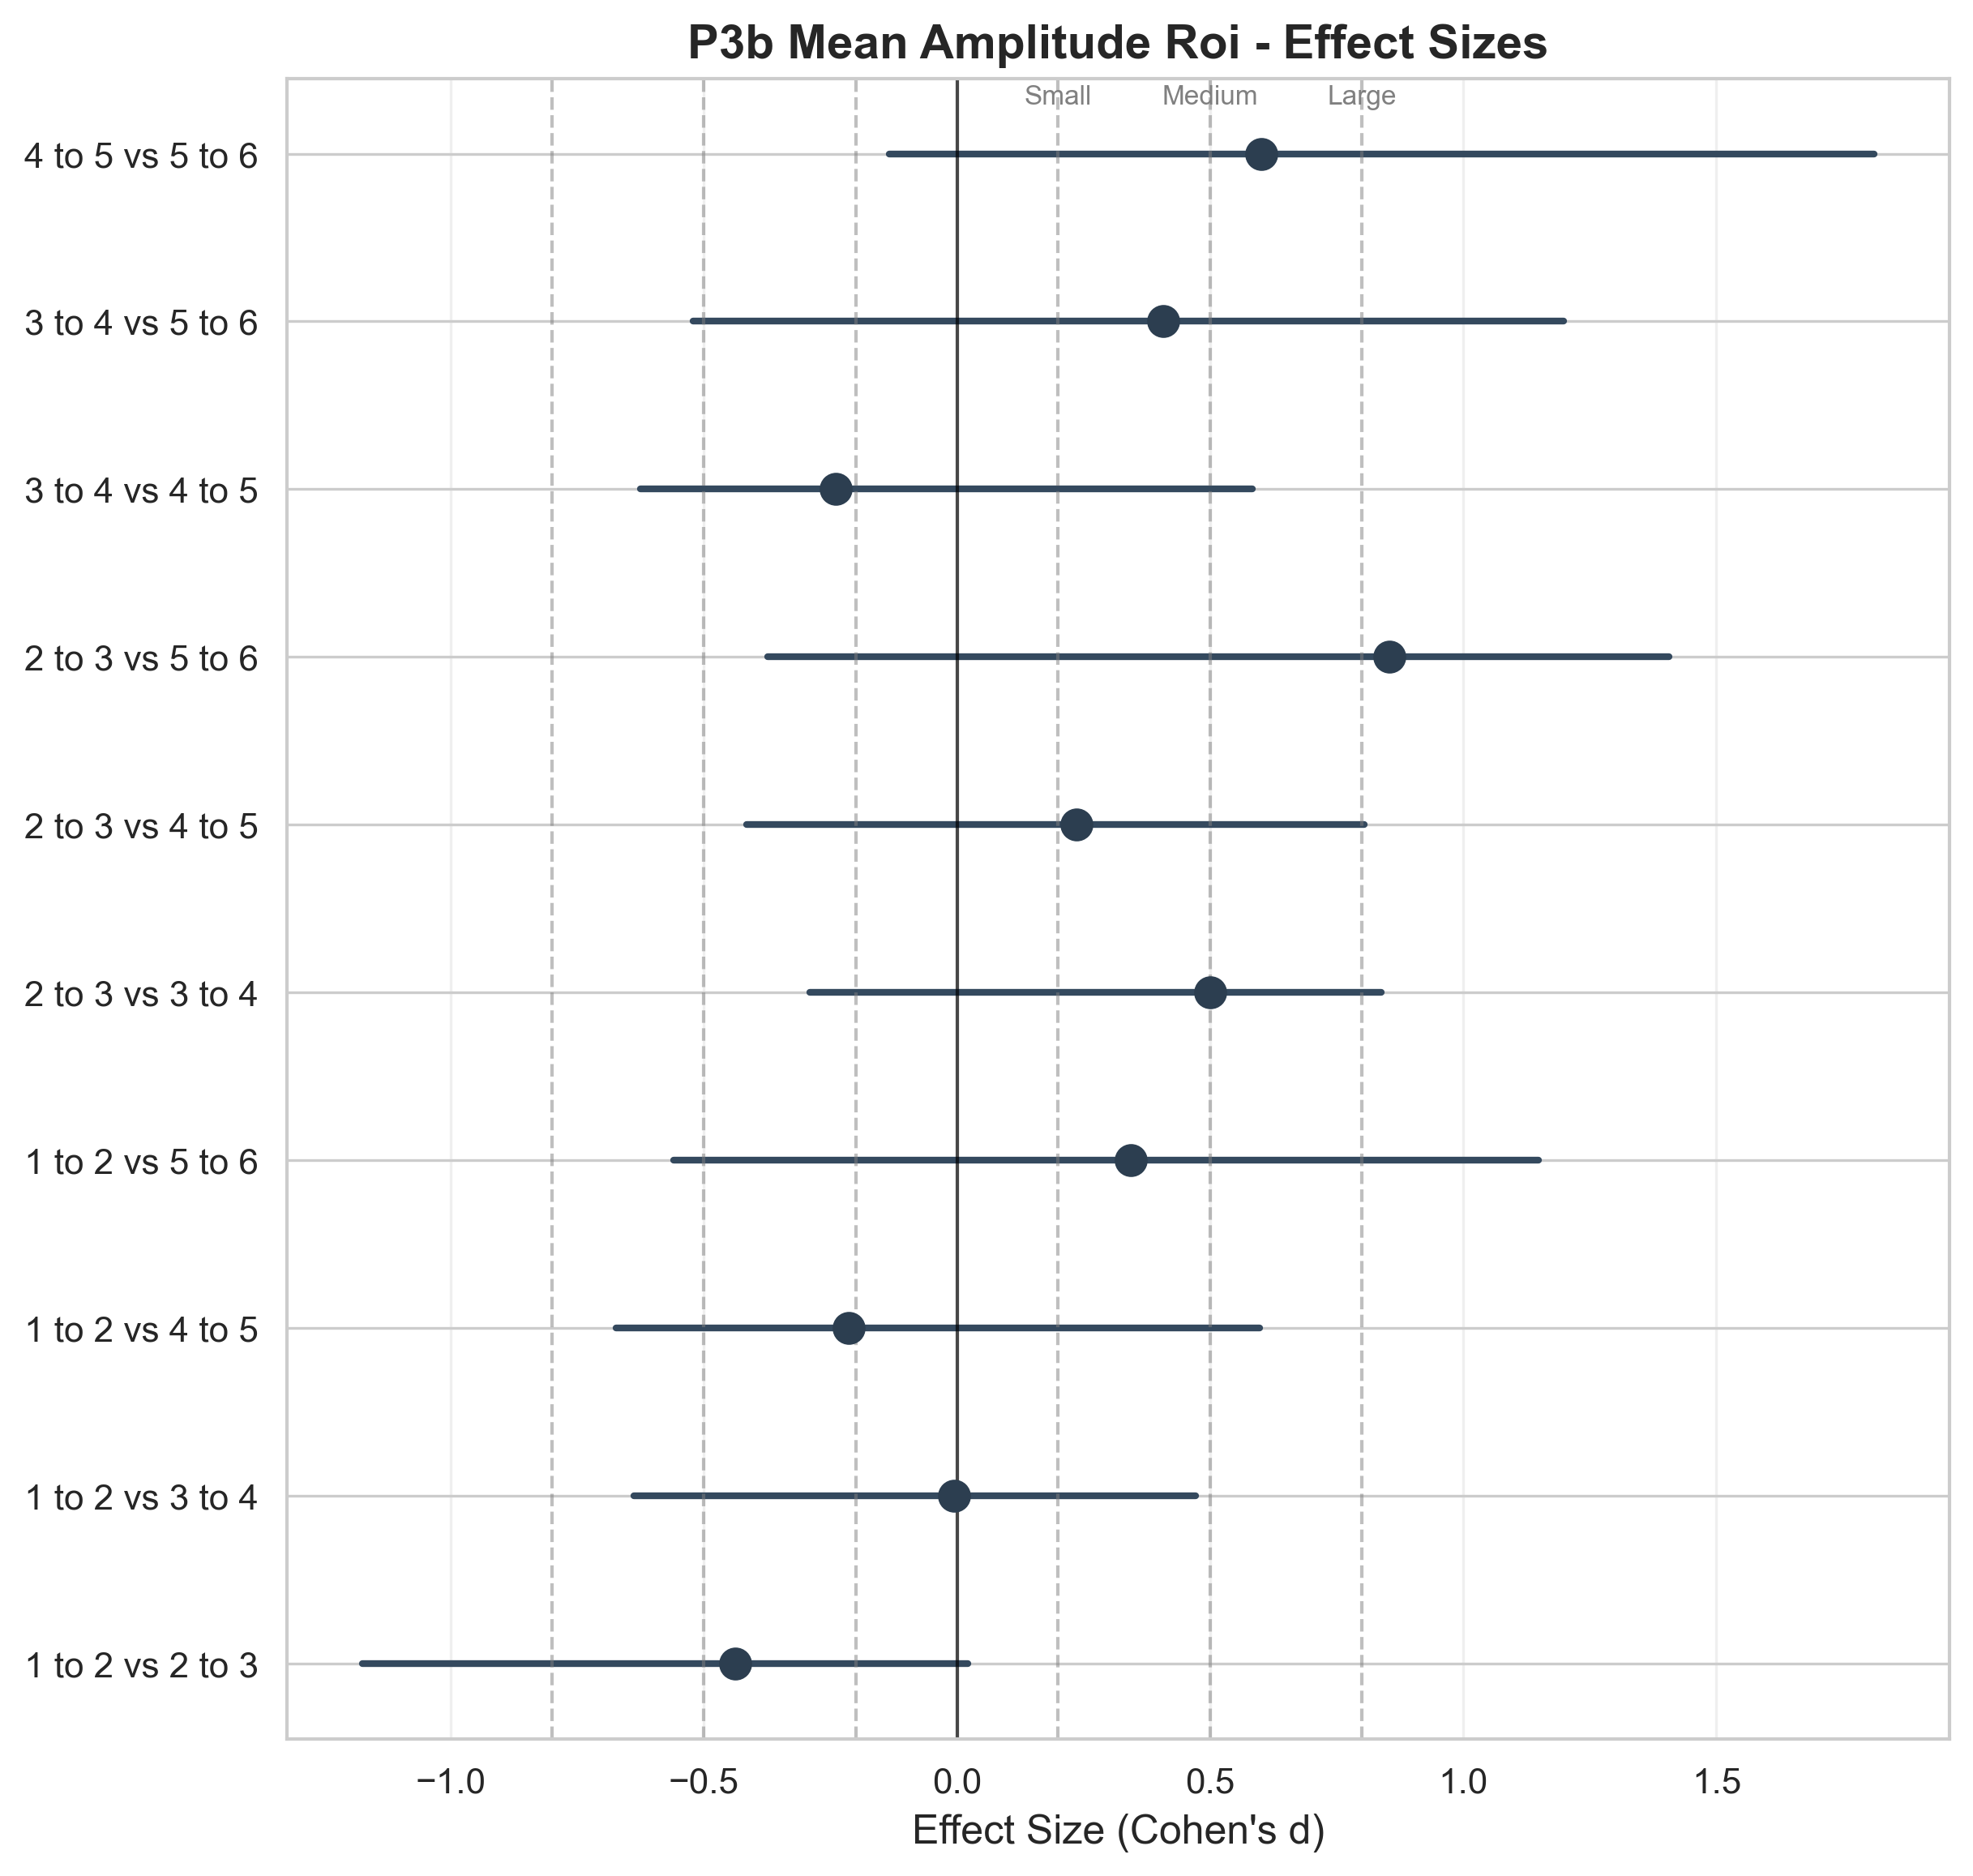 P3b Mean Amplitude Roi - Effect Sizes
Small Medium Large
4 to 5 vs 5 to 6
3 to 4 vs 5 to 6
3 to 4 vs 4 to 5
2 to 3 vs 5 to 6
2 to 3 vs 4 to 5
2 to 3 vs 3 to 4
1 to 2 vs 5 to 6
1 to 2 vs 4 to 5
1 to 2 vs 3 to 4
1 to 2 vs 2 to 3
−1.0 −0.5 0.0 0.5 1.0 1.5
Effect Size (Cohen's d)